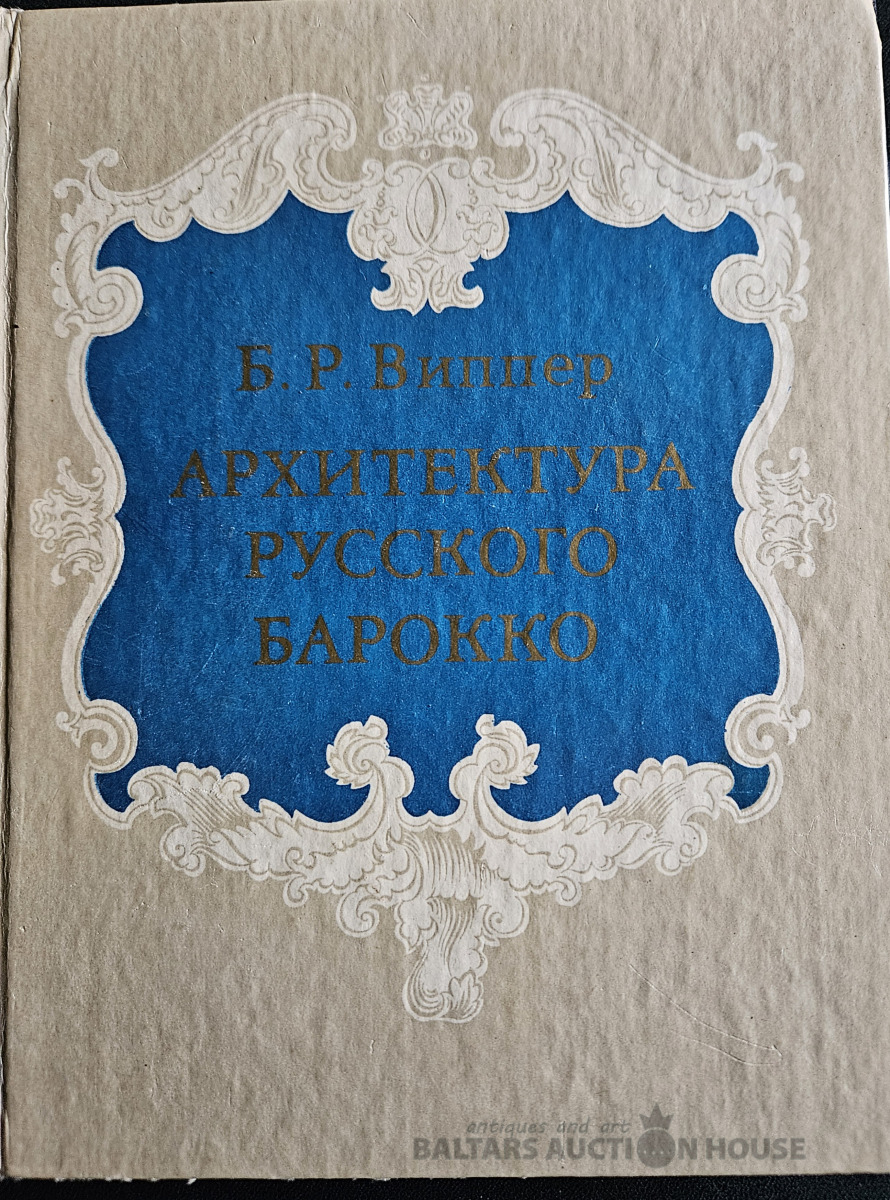 Б. Р. Виппер
АРХИТЕКТУРА
РУССКОГО
БАРОККО
antiques and art
BALTARS AUCTION HOUSE